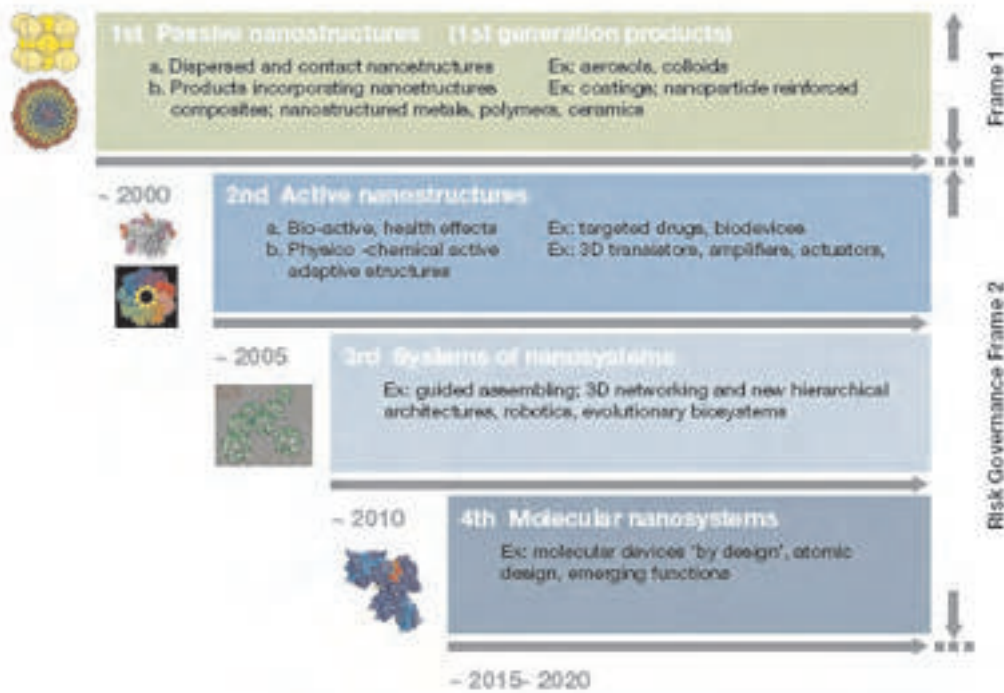 1st Passive nanostructures (1st generation products)
a. Dispersed and contact nanostructures Ex: aerosols, colloids
b. Products incorporating nanostructures Ex: coatings; nanoparticle reinforced
composites; nanostructured metals, polymers, ceramics
Frame 1
~ 2000
2nd Active nanostructures
a. Bio-active, health effects Ex: targeted drugs, biodevices
b. Physico -chemical active Ex: 3D transistors, amplifiers, actuators,
adaptive structures
~ 2005
3rd Systems of nanosystems
Ex: guided assembling; 3D networking and new hierarchical
architectures, robotics, evolutionary biosystems
Risk Governance Frame 2
~ 2010
4th Molecular nanosystems
Ex: molecular devices 'by design', atomic
design, emerging functions
~ 2015- 2020